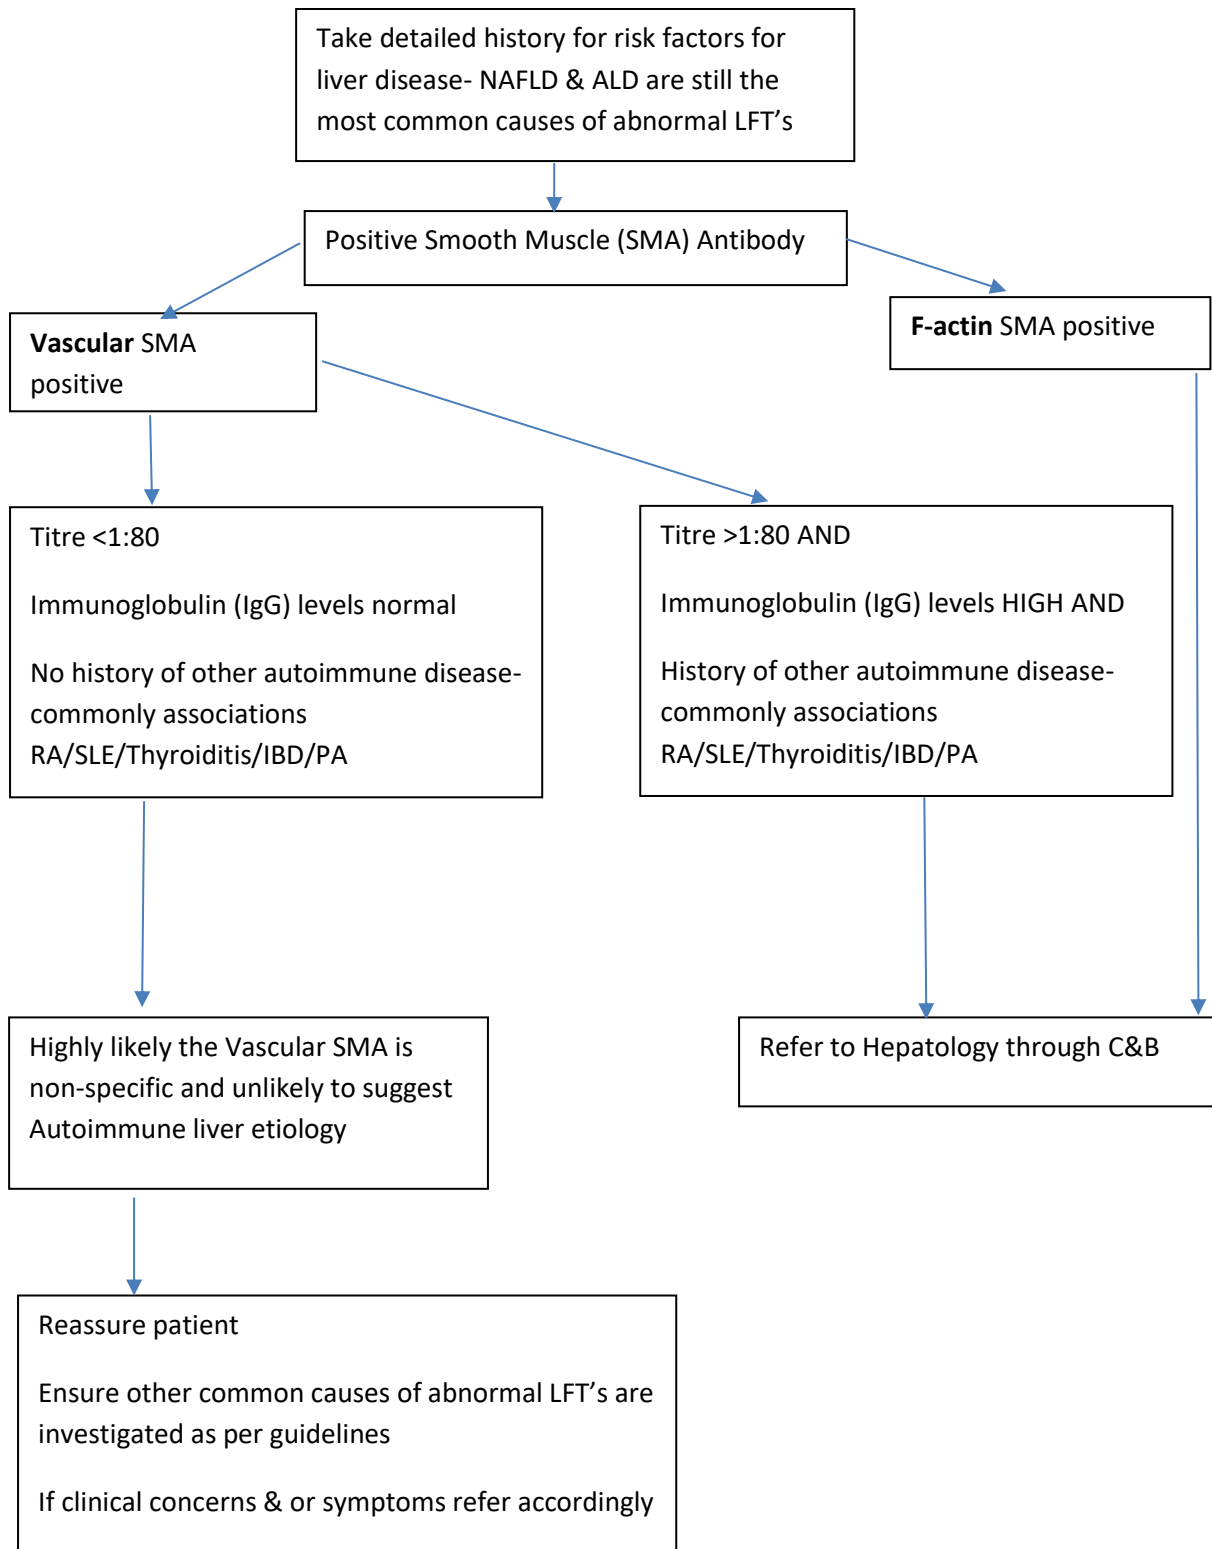 Take detailed history for risk factors for
liver disease- NAFLD & ALD are still the
most common causes of abnormal LFT’s
Positive Smooth Muscle (SMA) Antibody
Vascular SMA
positive
F-actin SMA positive
Titre <1:80
Immunoglobulin (IgG) levels normal
No history of other autoimmune disease-
commonly associations
RA/SLE/Thyroiditis/IBD/PA
Titre >1:80 AND
Immunoglobulin (IgG) levels HIGH AND
History of other autoimmune disease-
commonly associations
RA/SLE/Thyroiditis/IBD/PA
Highly likely the Vascular SMA is
non-specific and unlikely to suggest
Autoimmune liver etiology
Refer to Hepatology through C&B
Reassure patient
Ensure other common causes of abnormal LFT’s are
investigated as per guidelines
If clinical concerns & or symptoms refer accordingly